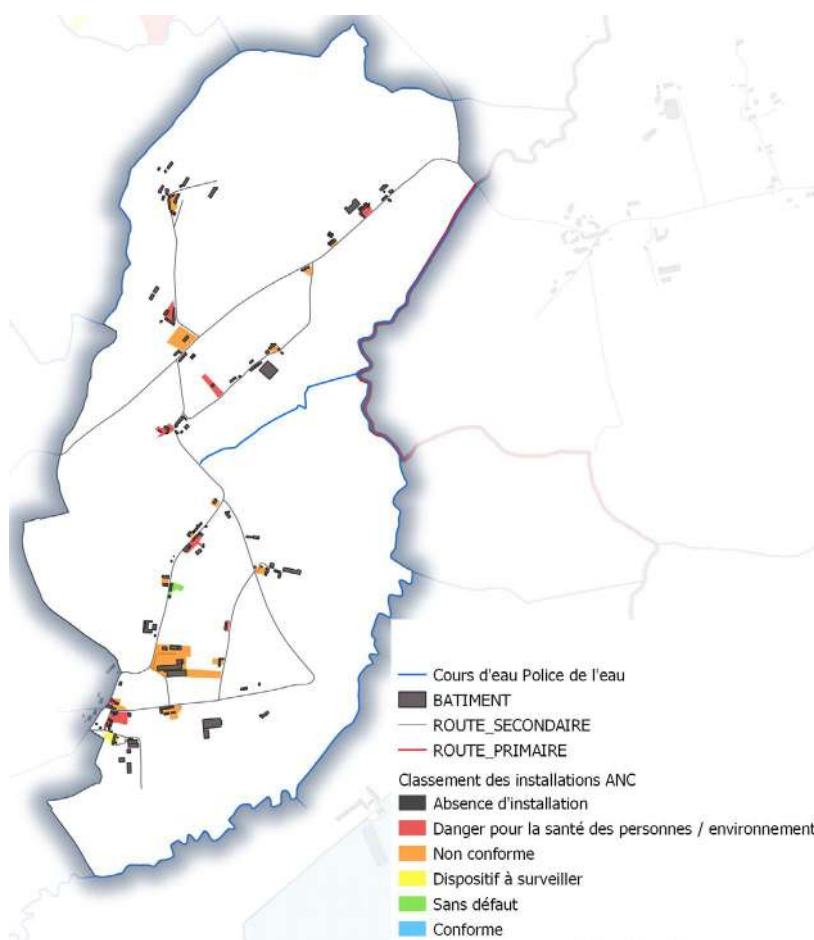 Cours d'eau Police de l'eau
BATIMENT
ROUTE_SECONDAIRE
ROUTE_PRIMAIRE
Classement des installations ANC
Absence d'installation
Danger pour la santé des personnes / environnement
Non conforme
Dispositif à surveiller
Sans défaut
Conforme